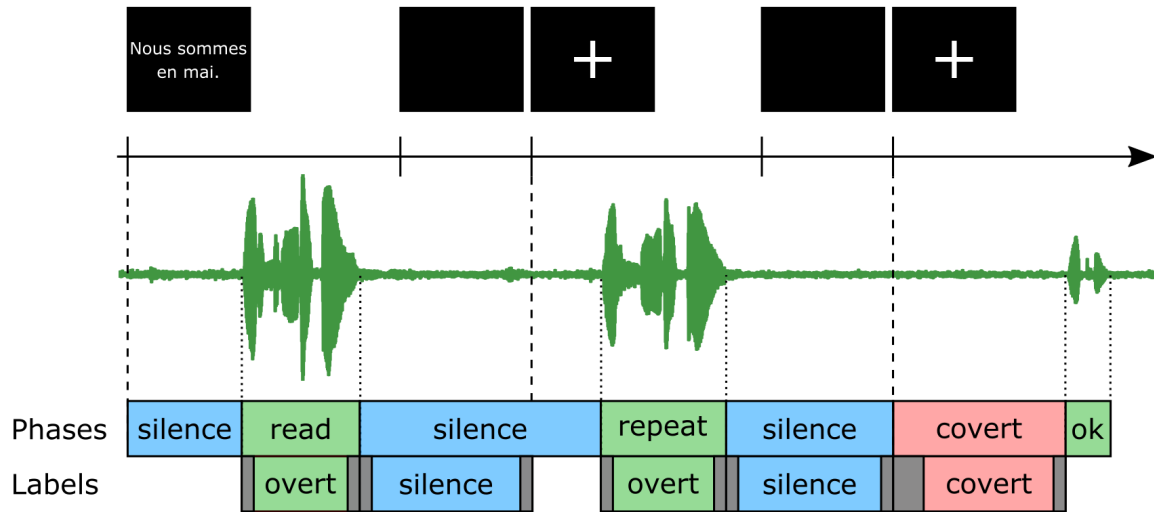 Nous sommes
en mai.
+
+
Phases silence read silence repeat silence covert ok
Labels overt silence overt silence covert